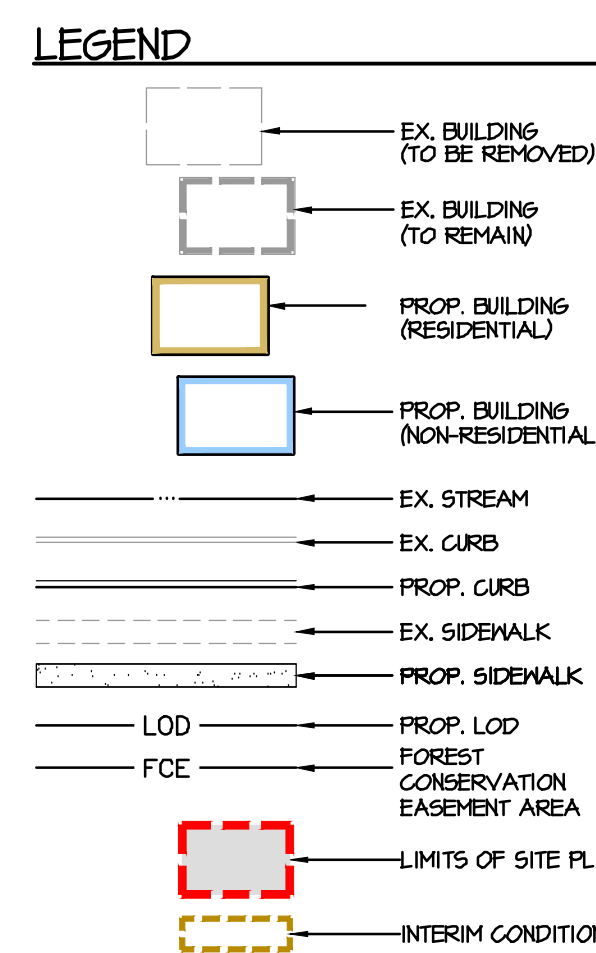 LEGEND
EX. BUILDING
(TO BE REMOVED)
EX. BUILDING
(TO REMAIN)
PROP. BUILDING
(RESIDENTIAL)
PROP. BUILDING
(NON-RESIDENTIAL
EX. STREAM
EX. CURB
PROP. CURB
EX. SIDEWALK
PROP. SIDEWALK
LOD PROP. LOD
FCE FOREST
CONSERVATION
EASEMENT AREA
LIMITS OF SITE PL
INTERIM CONDITIO